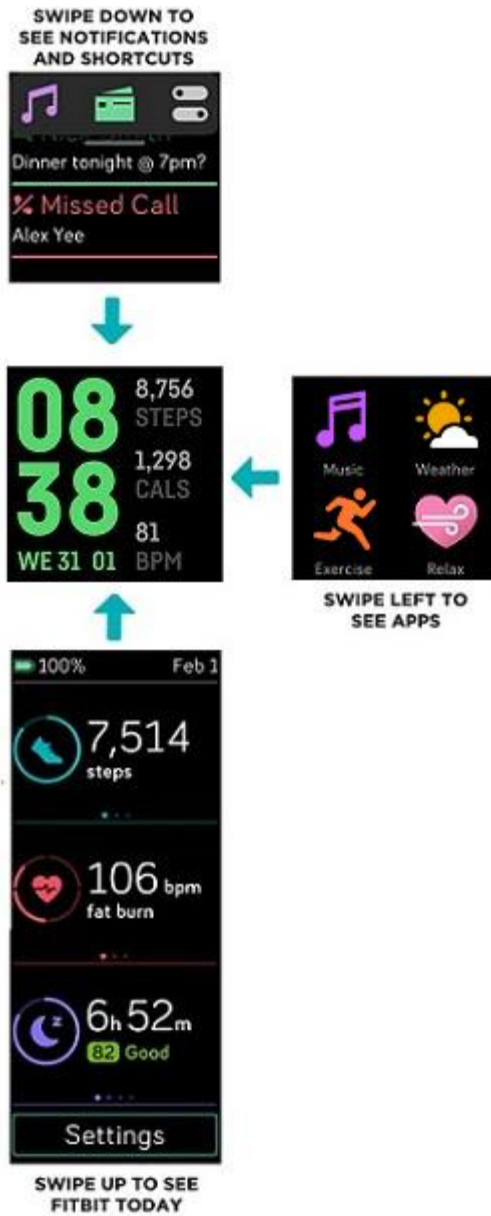 SWIPE DOWN TO
SEE NOTIFICATIONS
AND SHORTCUTS
Dinner tonight @ 7pm?
Missed Call
Alex Yee
08
38
WE 31 01
8,756
STEPS
1,298
CALS
81
BPM
Music
Weather
Exercise
Relax
SWIPE LEFT TO
SEE APPS
100% Feb 1
7,514
steps
106 bpm
fat burn
6h 52m
82 Good
Settings
SWIPE UP TO SEE
FITBIT TODAY